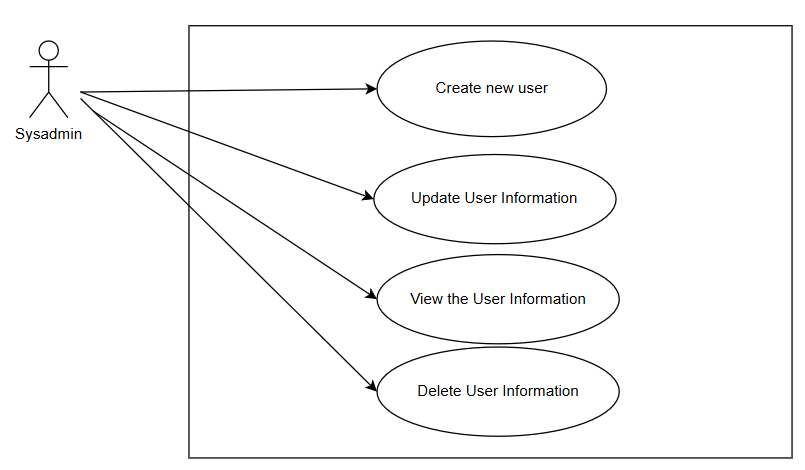 Create new user
Sysadmin
Update User Information
View the User Information
Delete User Information